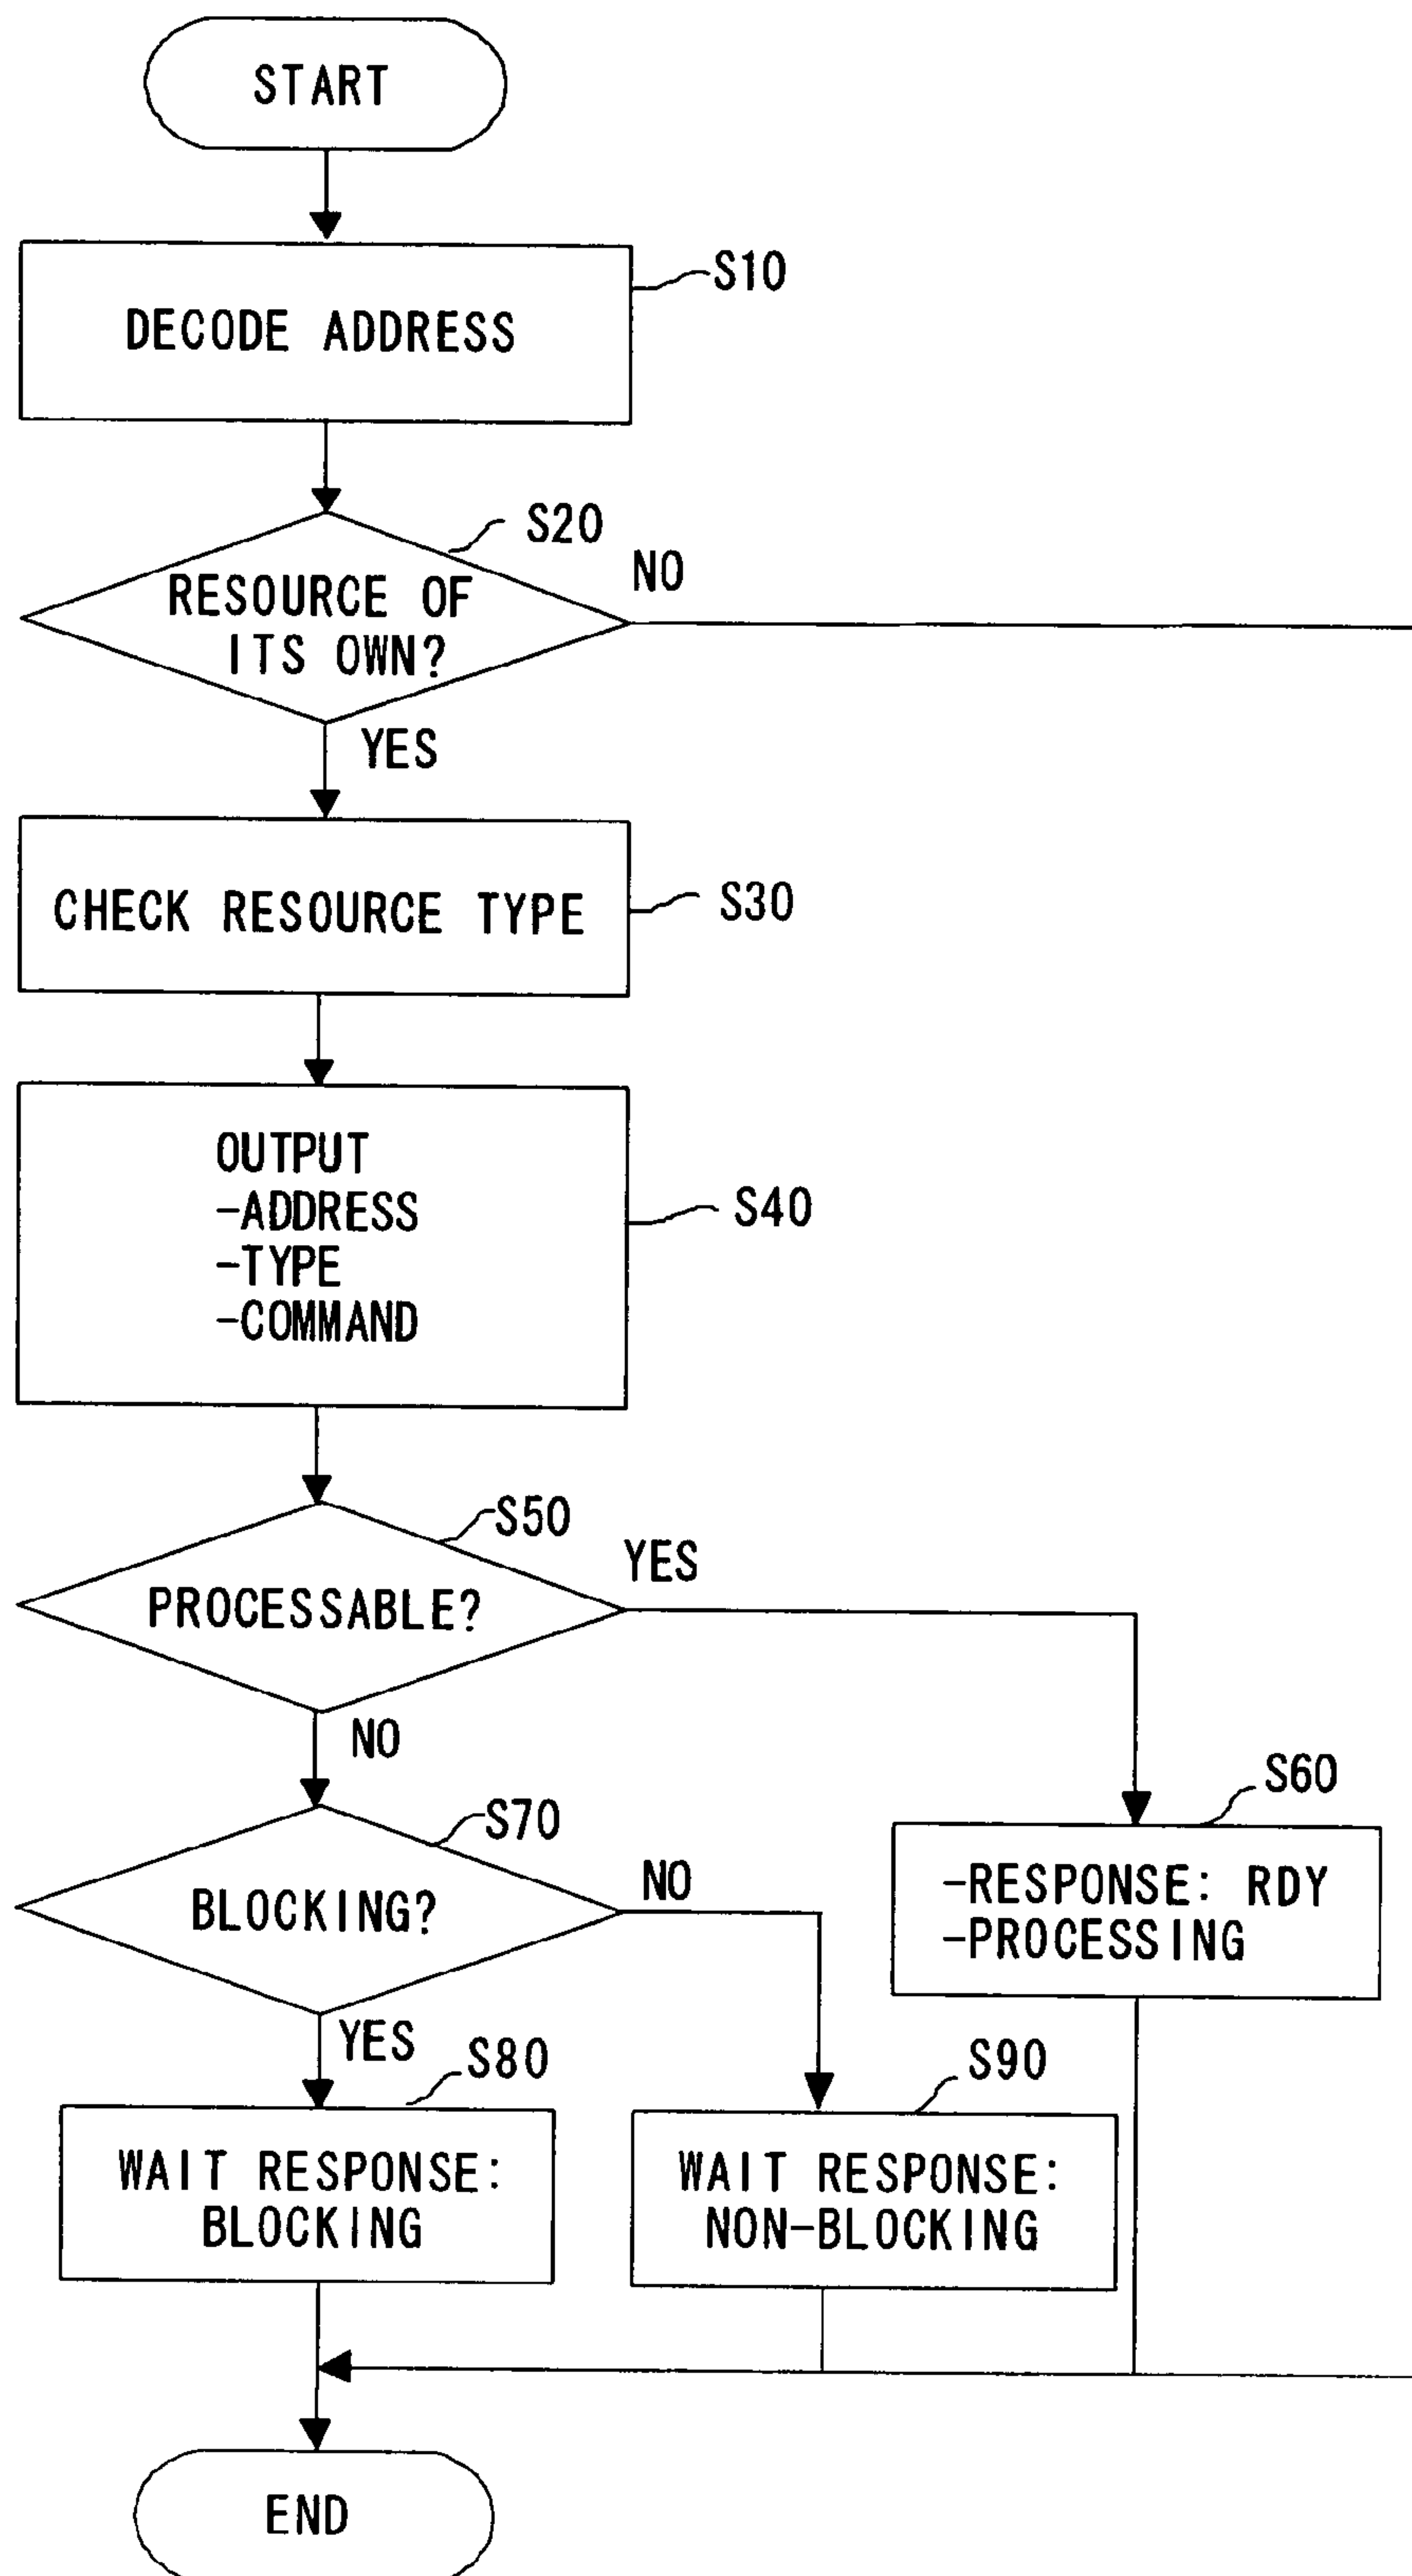 START
DECODE ADDRESS
S10
S20
NO
RESOURCE OF
ITS OWN?
YES
CHECK RESOURCE TYPE
S30
OUTPUT
-ADDRESS
-TYPE
-COMMAND
S40
S50
YES
PROCESSABLE?
NO
S60
-RESPONSE: RDY
-PROCESSING
S70
NO
BLOCKING?
YES
S80
WAIT RESPONSE:
BLOCKING
S90
WAIT RESPONSE:
NON-BLOCKING
END